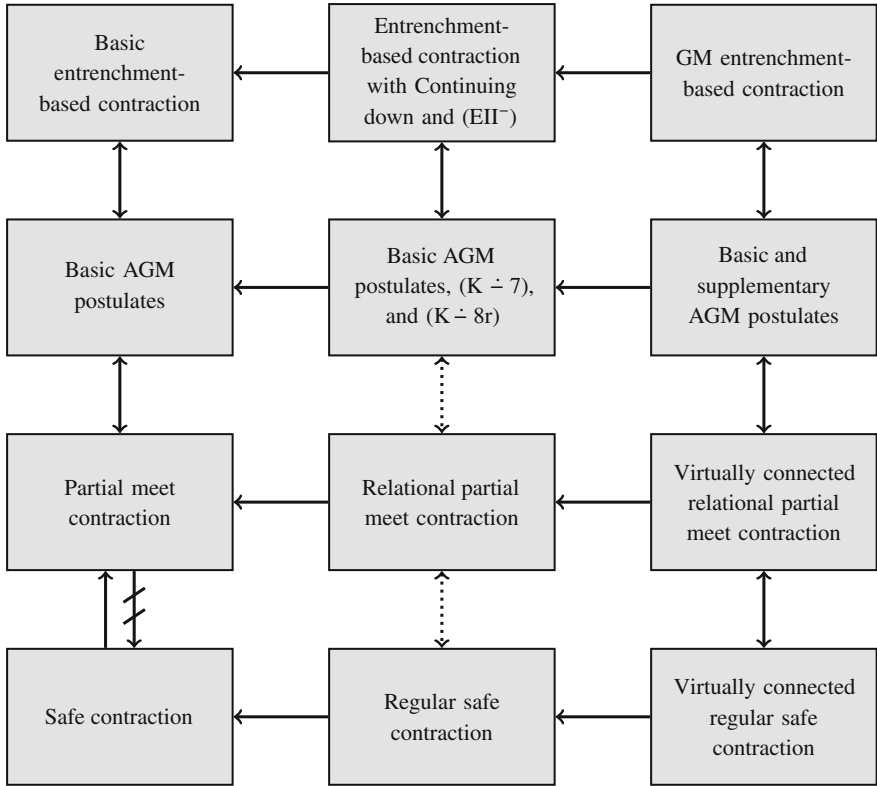 Basic
entrenchment-
based contraction
Entrenchment-
based contraction
with Continuing
down and (EII⁻)
GM entrenchment-
based contraction
Basic AGM
postulates
Basic AGM
postulates, (K ∸ 7),
and (K ∸ 8r)
Basic and
supplementary
AGM postulates
Partial meet
contraction
Relational partial
meet contraction
Virtually connected
relational partial
meet contraction
Safe contraction
Regular safe
contraction
Virtually connected
regular safe
contraction